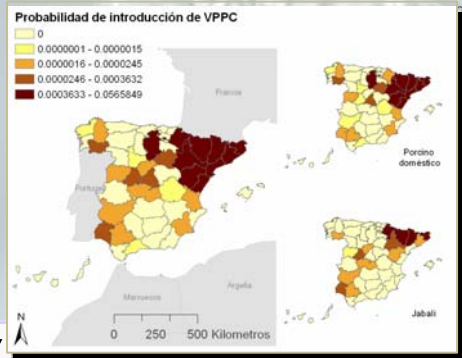 Probabilidad de introducción de VPPC
0
0.0000001 - 0.0000015
0.0000016 - 0.0000245
0.0000246 - 0.0003632
0.0003633 - 0.0565849
Francia
Portugal
Marruecos
Argelia
Porcino
doméstico
Jabalí
N
0 250 500 Kilometros